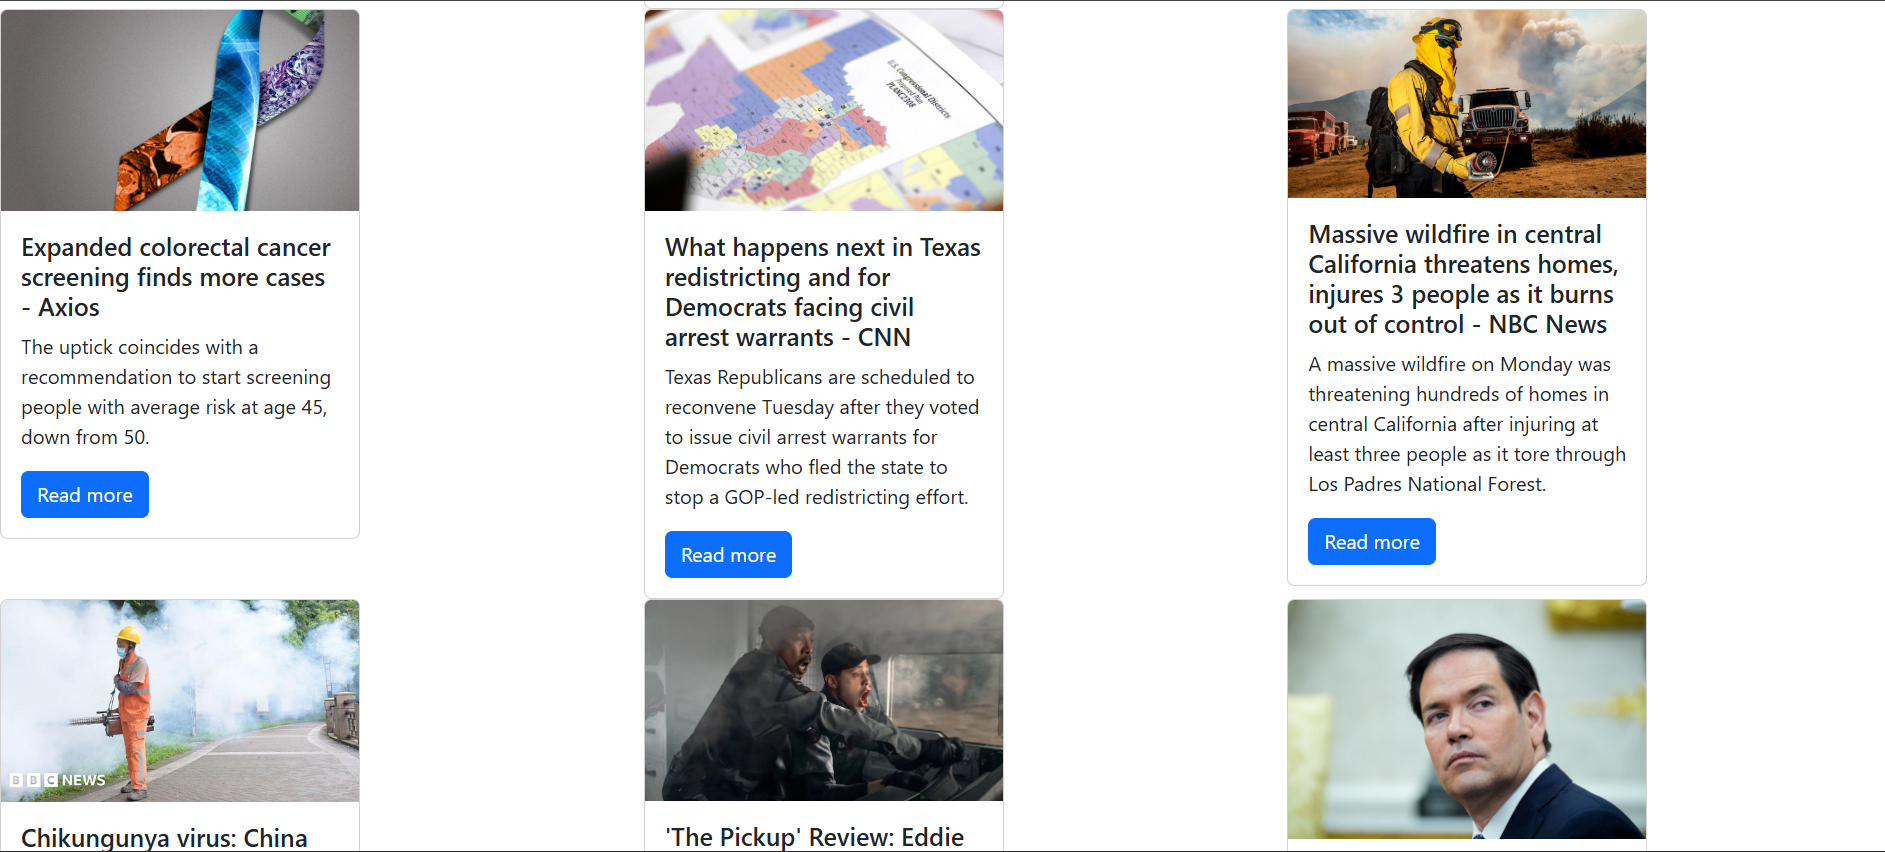 U.S. Congressional Districts
Proposed Plan
PLANC2308
Expanded colorectal cancer
screening finds more cases
- Axios
The uptick coincides with a
recommendation to start screening
people with average risk at age 45,
down from 50.
Read more
What happens next in Texas
redistricting and for
Democrats facing civil
arrest warrants - CNN
Texas Republicans are scheduled to
reconvene Tuesday after they voted
to issue civil arrest warrants for
Democrats who fled the state to
stop a GOP-led redistricting effort.
Read more
Massive wildfire in central
California threatens homes,
injures 3 people as it burns
out of control - NBC News
A massive wildfire on Monday was
threatening hundreds of homes in
central California after injuring at
least three people as it tore through
Los Padres National Forest.
Read more
BBC NEWS
Chikungunya virus: China
'The Pickup' Review: Eddie